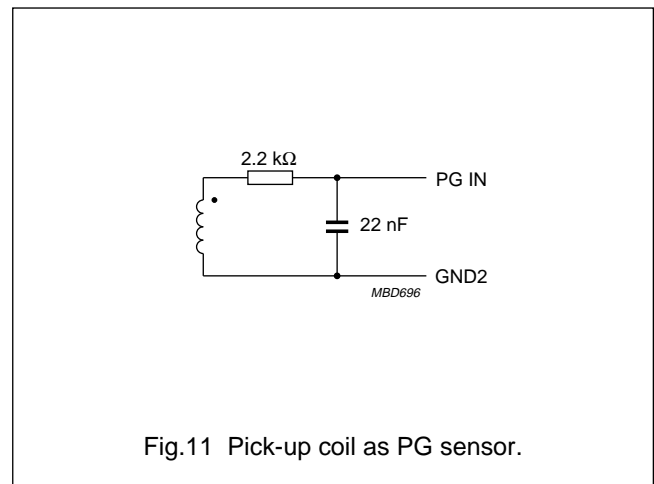 2.2 kΩ
PG IN
22 nF
GND2
MBD696
Fig.11 Pick-up coil as PG sensor.